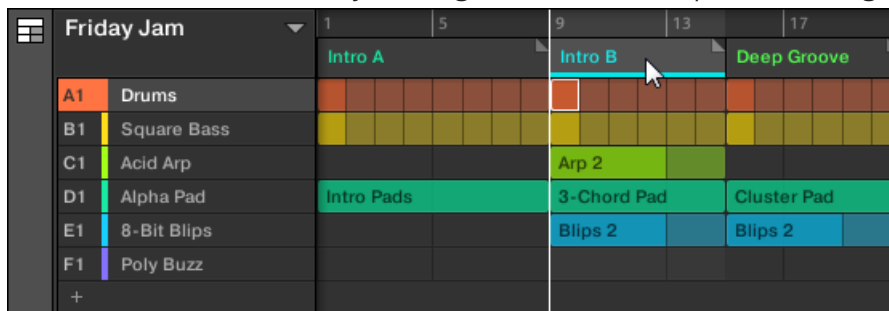 Friday Jam 1 5 9 13 17
Intro A Intro B Deep Groove
A1 Drums
B1 Square Bass
C1 Acid Arp Arp 2
D1 Alpha Pad Intro Pads 3-Chord Pad Cluster Pad
E1 8-Bit Blips Blips 2 Blips 2
F1 Poly Buzz
+